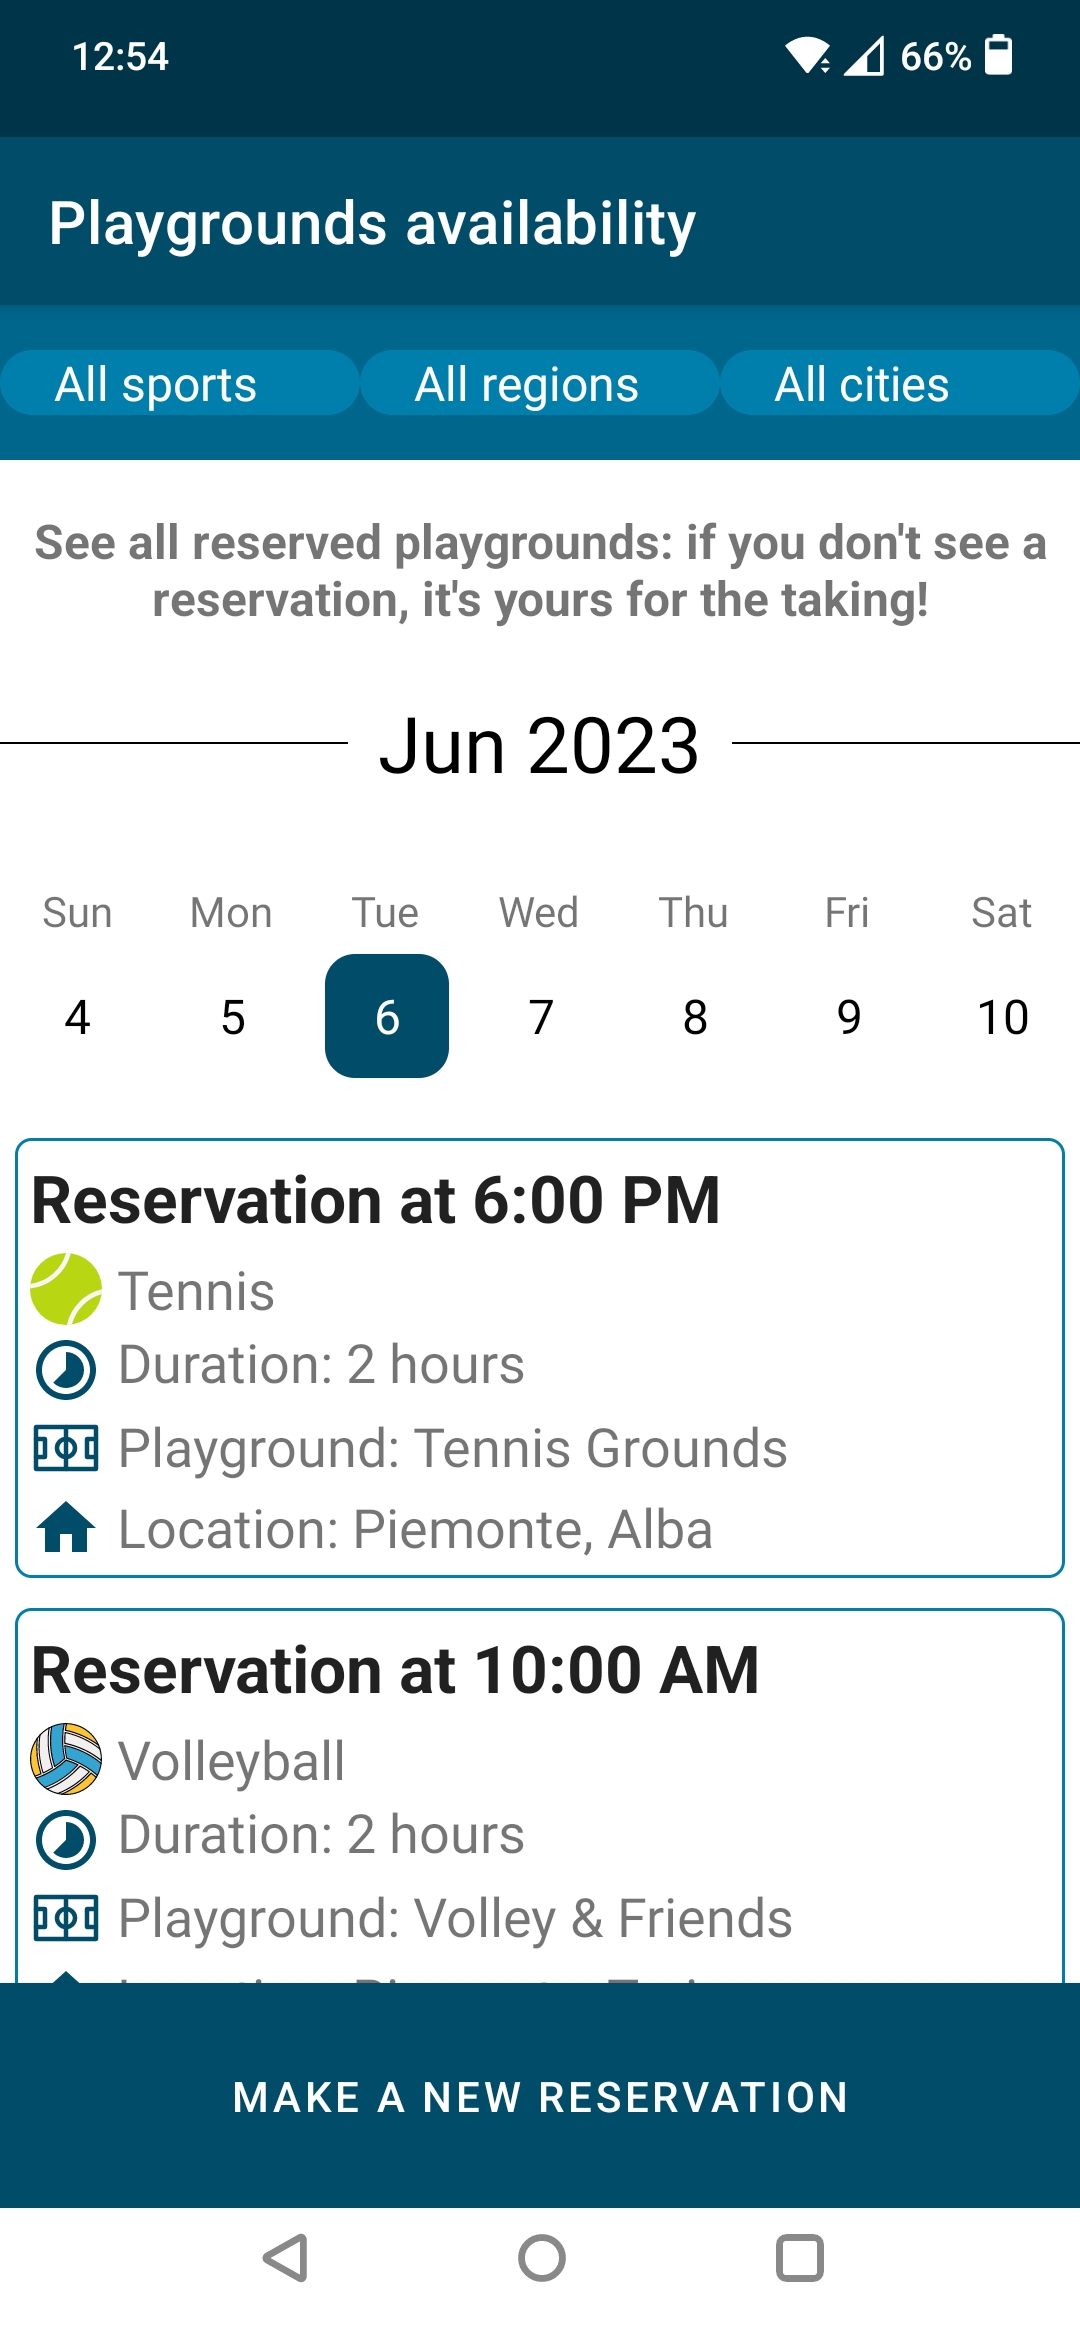 12:54
66%
Playgrounds availability
All sports
All regions
All cities
See all reserved playgrounds: if you don't see a
reservation, it's yours for the taking!
Jun 2023
Sun Mon Tue Wed Thu Fri Sat
4 5 6 7 8 9 10
Reservation at 6:00 PM
Tennis
Duration: 2 hours
Playground: Tennis Grounds
Location: Piemonte, Alba
Reservation at 10:00 AM
Volleyball
Duration: 2 hours
Playground: Volley & Friends
MAKE A NEW RESERVATION